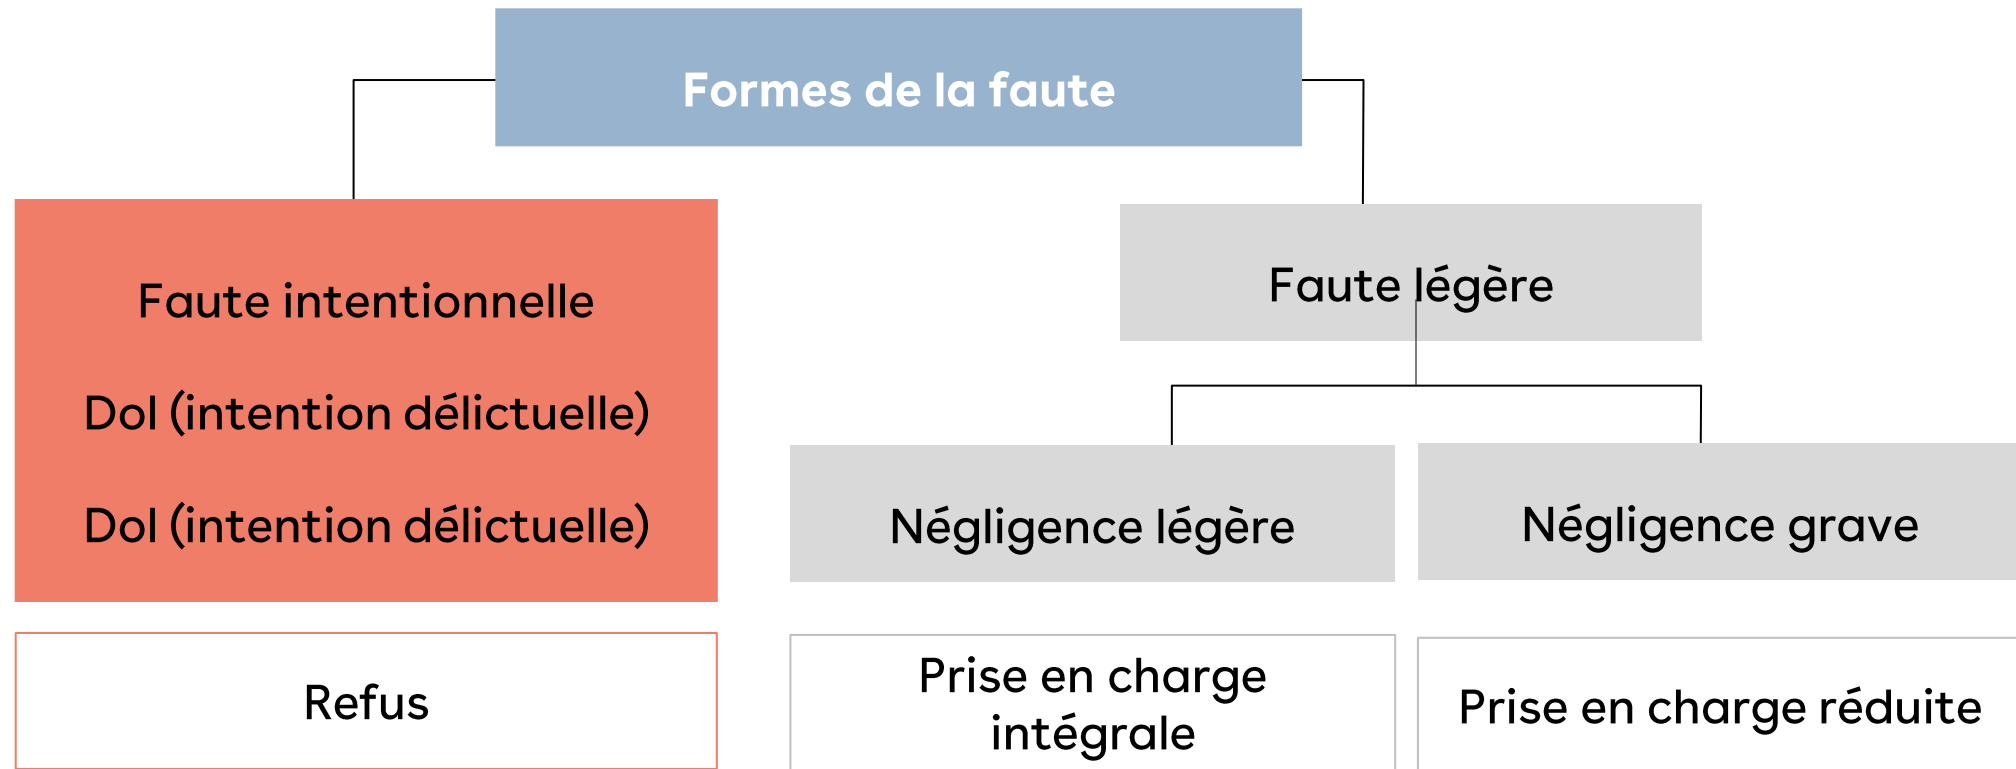 Formes de la faute
Faute intentionnelle
Dol (intention délictuelle)
Dol (intention délictuelle)
Refus
Faute légère
Négligence légère
Prise en charge
intégrale
Négligence grave
Prise en charge réduite